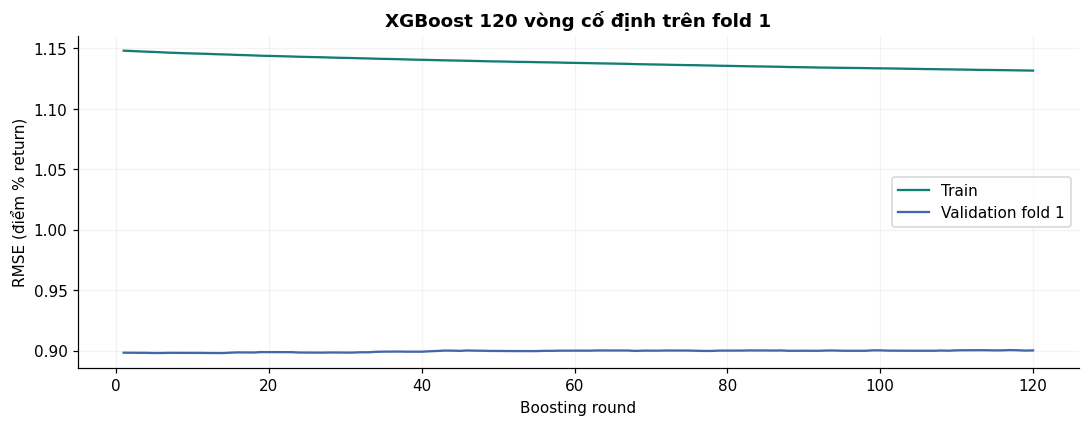 XGBoost 120 vòng cố định trên fold 1
RMSE (điểm % return)
1.15
1.10
1.05
1.00
0.95
0.90
Train
Validation fold 1
0
20
40
60
80
100
120
Boosting round